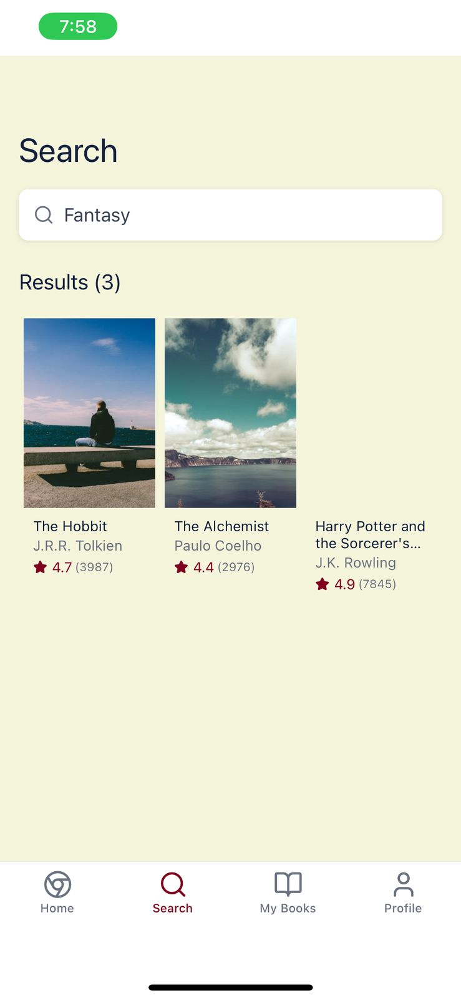 7:58
Search
Fantasy
Results (3)
The Hobbit
J.R.R. Tolkien
4.7 (3987)
The Alchemist
Paulo Coelho
4.4 (2976)
Harry Potter and
the Sorcerer's...
J.K. Rowling
4.9 (7845)
Home
Search
My Books
Profile